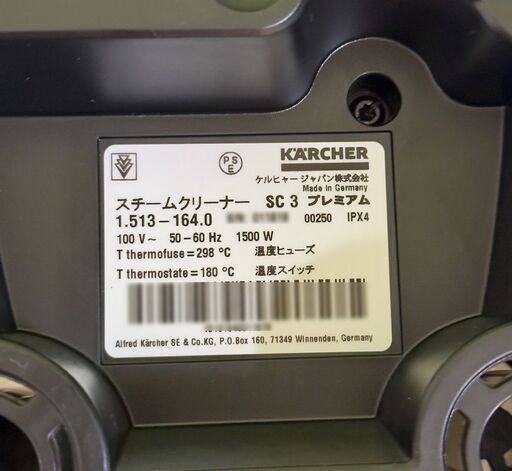 PSE
KÄRCHER
ケルヒャー ジャパン株式会社
Made in Germany
スチームクリーナー SC 3 プレミアム
1.513-164.0 00250 IPX4
100 V~ 50-60 Hz 1500 W
T thermofuse=298 °C 温度ヒューズ
T thermostate=180 °C 温度スイッチ
Alfred Kärcher SE & Co.KG, P.O.Box 160, 71349 Winnenden, Germany